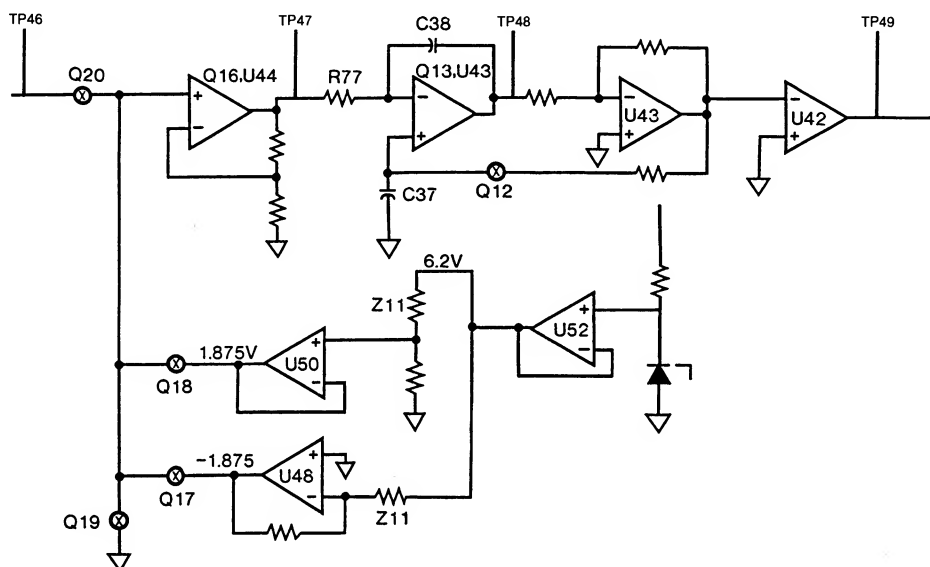 TP46
TP47
C38
TP48
TP49
Q20
Q16,U44
R77
Q13,U43
−
+
−
+
−
+
−
+
U43
U42
Q12
C37
6.2V
Z11
+
−
U52
1.875V
+
−
U50
Q18
−1.875
+
−
U48
Q17
Z11
Q19